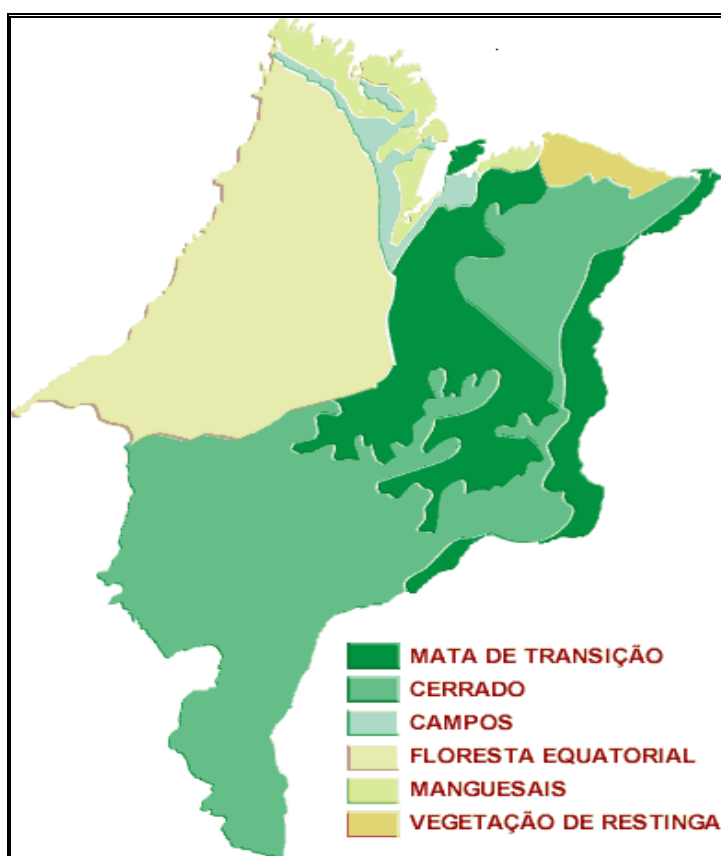 MATA DE TRANSIÇÃO
CERRADO
CAMPOS
FLORESTA EQUATORIAL
MANGUESAIS
VEGETAÇÃO DE RESTINGA